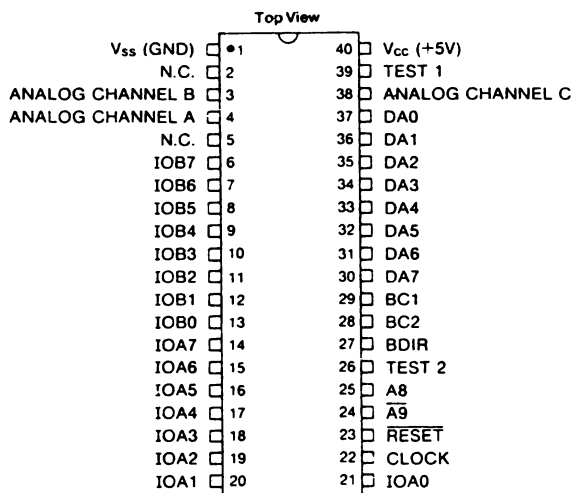 Top View
Vss (GND) 1 40 Vcc (+5V)
N.C. 2 39 TEST 1
ANALOG CHANNEL B 3 38 ANALOG CHANNEL C
ANALOG CHANNEL A 4 37 DA0
N.C. 5 36 DA1
IOB7 6 35 DA2
IOB6 7 34 DA3
IOB5 8 33 DA4
IOB4 9 32 DA5
IOB3 10 31 DA6
IOB2 11 30 DA7
IOB1 12 29 BC1
IOB0 13 28 BC2
IOA7 14 27 BDIR
IOA6 15 26 TEST 2
IOA5 16 25 A8
IOA4 17 24 A̅9̅
IOA3 18 23 R̅E̅S̅E̅T̅
IOA2 19 22 CLOCK
IOA1 20 21 IOA0